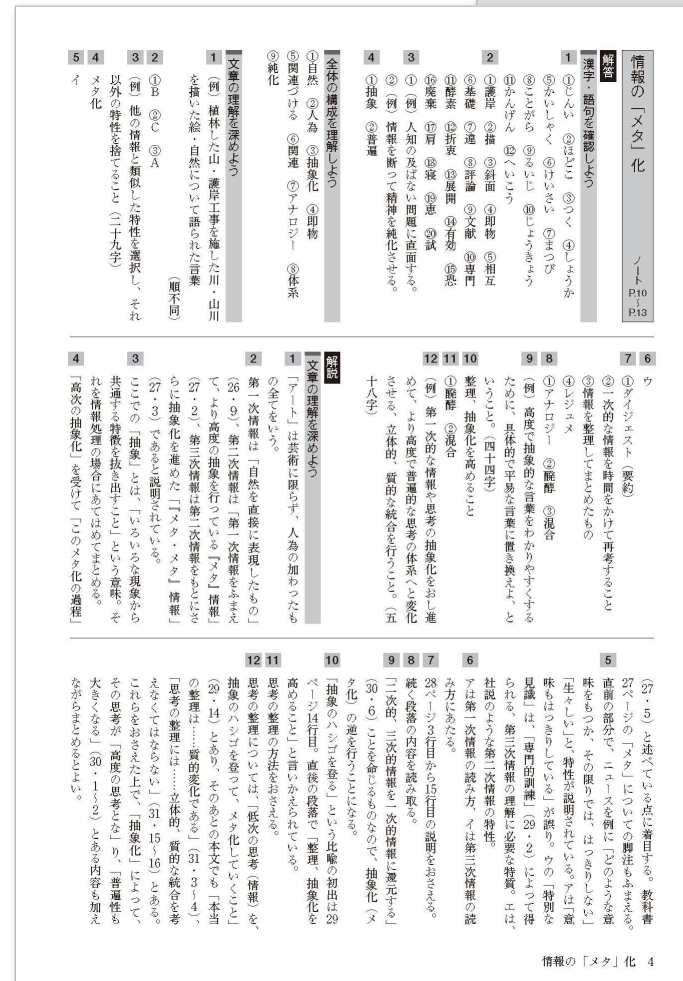 情報の「メタ」化
ノート
P.10
〜
P.13
解答
漢字・語句を確認しよう
1 ①じんい ②ほどこ ③つく ④しょうか
⑤かいしゃく ⑥けいさい ⑦まつび
⑧ことがら ⑨るいじ ⑩じょうきょう
⑪かんげん ⑫へいこう
2 ①護岸 ②描 ③斜面 ④即物 ⑤相互
⑥基礎 ⑦違 ⑧評論 ⑨文献 ⑩専門
⑪酵素 ⑫折衷 ⑬展開 ⑭有効 ⑮恐
⑯廃棄 ⑰肩 ⑱寝 ⑲恵 ⑳試
3 ①(例)人知の及ばない問題に直面する。
②(例)情報を断って精神を純化させる。
4 ①抽象 ②普遍
全体の構成を理解しよう
①自然 ②人為 ③抽象化 ④即物
⑤関連づける ⑥関連 ⑦アナロジー ⑧体系
⑨純化
文章の理解を深めよう
1 (例)植林した山・護岸工事を施した川・山川
を描いた絵・自然について語られた言葉
(順不同)
2 ①B ②C ③A
3 (例)他の情報と類似した特性を選択し、それ
以外の特性を捨てること(二十九字)
4 メタ化
5 イ
6 ウ
7 ①ダイジェスト(要約)
②一次的な情報を時間をかけて再考すること
③情報を整理してまとめたもの
④レジュメ
8 ①アナロジー ②醗酵 ③混合
9 (例)高度で抽象的な言葉をわかりやすくする
ために、具体的で平易な言葉に置き換えよ、と
いうこと。(四十四字)
10 整理、抽象化を高めること
11 ①醗酵 ②混合
12 (例)第一次的な情報や思考の抽象化をおし進
めて、より高度で普遍的な思考の体系へと変化
させる、立体的、質的な統合を行うこと。(五
十八字)
解説
文章の理解を深めよう
1 「アート」は芸術に限らず、人為の加わったも
の全てをいう。
2 第一次情報は「自然を直接に表現したもの」
(26・9)、第二次情報は「第一次情報をふまえ
て、より高度の抽象を行っている『メタ』情報」
(27・2)、第三次情報は第二次情報をもとにさ
らに抽象化を進めた「『メタ・メタ』情報」
(27・3)であると説明されている。
3 ここでの「抽象」とは、「いろいろな現象から
共通する特徴を抜き出すこと」という意味。そ
れを情報処理の場合にあてはめてまとめる。
4 「高次の抽象化」を受けて「このメタ化の過程」
(27・5)と述べている点に着目する。教科書
27ページの「メタ」についての脚注もふまえる。
5 直前の部分で、ニュースを例に「どのような意
味をもつか、その限りでは、はっきりしない」
「生々しい」と、特性が説明されている。アは「意
味もはっきりしている」が誤り。ウの「特別な
見識」は、「専門的訓練」(29・2)によって得
られる、第三次情報の理解に必要な特質。エは、
社説のような第二次情報の特性。
6 アは第一次情報の読み方、イは第三次情報の読
み方にあたる。
7 28ページ3行目から15行目の説明をおさえる。
8 続く段落の内容を読み取る。
9 「二次的、三次的情報を一次的情報に還元する」
(30・6)ことを命じるものなので、抽象化(メ
タ化)の逆を行うことになる。
10 「抽象のハシゴを登る」という比喩の初出は29
ページ14行目。直後の段落で「整理、抽象化を
高めること」と言いかえられている。
11 思考の整理の方法をおさえる。
12 思考の整理については、「低次の思考(情報)を、
抽象のハシゴを登って、メタ化していくこと」
(29・14)とあり、そのあとの本文でも「本当
の整理は……質的変化である」(31・3〜4)、
「思考の整理には……立体的、質的な統合を考
えなくてはならない」(31・15〜16)とある。
これらをおさえた上で、「抽象化」によって、
その思考が「高度の思考とな」り、「普遍性も
大きくなる」(30・1〜2)とある内容も加え
ながらまとめるとよい。
情報の「メタ」化 4